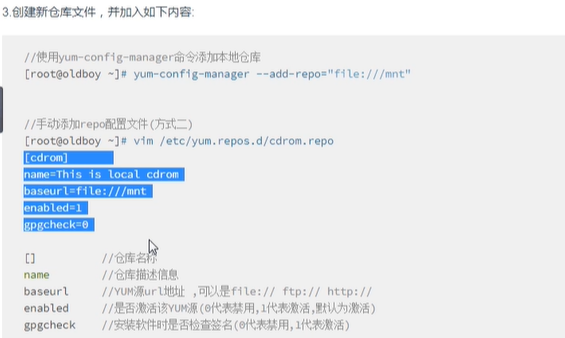 3.创建新仓库文件，并加入如下内容:
//使用yum-config-manager命令添加本地仓库
[root@oldboy ~]# yum-config-manager --add-repo="file:///mnt"
//手动添加repo配置文件(方式二)
[root@oldboy ~]# vim /etc/yum.repos.d/cdrom.repo
[cdrom]
name=This is local cdrom
baseurl=file:///mnt
enabled=1
gpgcheck=0
[] //仓库名称
name //仓库描述信息
baseurl //YUM源url地址 ,可以是file:// ftp:// http://
enabled //是否激活该YUM源(0代表禁用,1代表激活,默认为激活)
gpgcheck //安装软件时是否检查签名(0代表禁用,1代表激活)